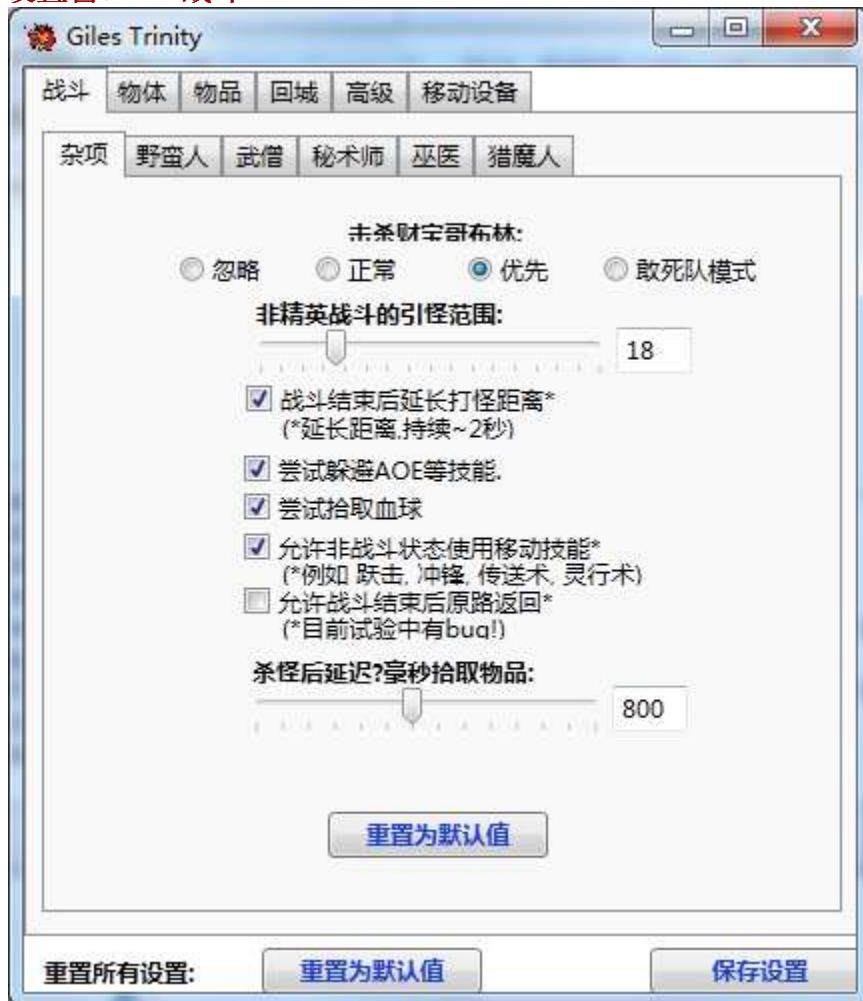 Giles Trinity
战斗 物体 物品 回城 高级 移动设备
杂项 野蛮人 武僧 秘术师 巫医 猎魔人
击杀财宝哥布林:
忽略 正常 优先 敢死队模式
非精英战斗的引怪范围:
18
战斗结束后延长打怪距离*
(*延长距离,持续~2秒)
尝试躲避AOE等技能.
尝试拾取血球
允许非战斗状态使用移动技能*
(*例如 跃击, 冲锋, 传送术, 灵行术)
允许战斗结束后原路返回*
(*目前试验中有bug!)
杀怪后延迟?毫秒拾取物品:
800
重置为默认值
重置所有设置: 重置为默认值 保存设置